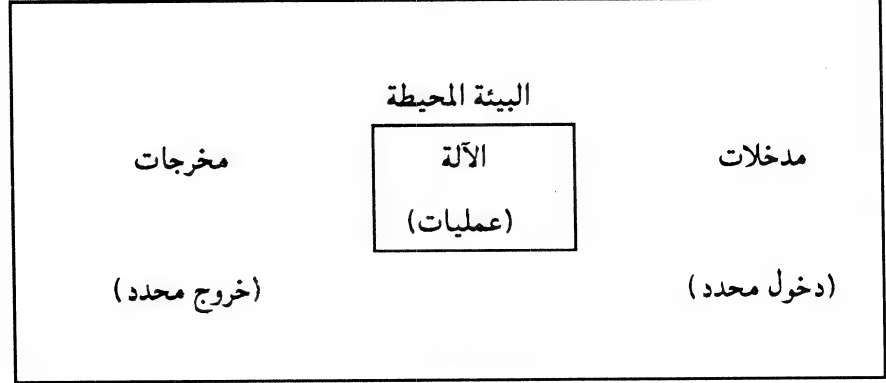 البيئة المحيطة
مدخلات
الآلة
مخرجات
(عمليات)
(دخول محدد)
(خروج محدد)